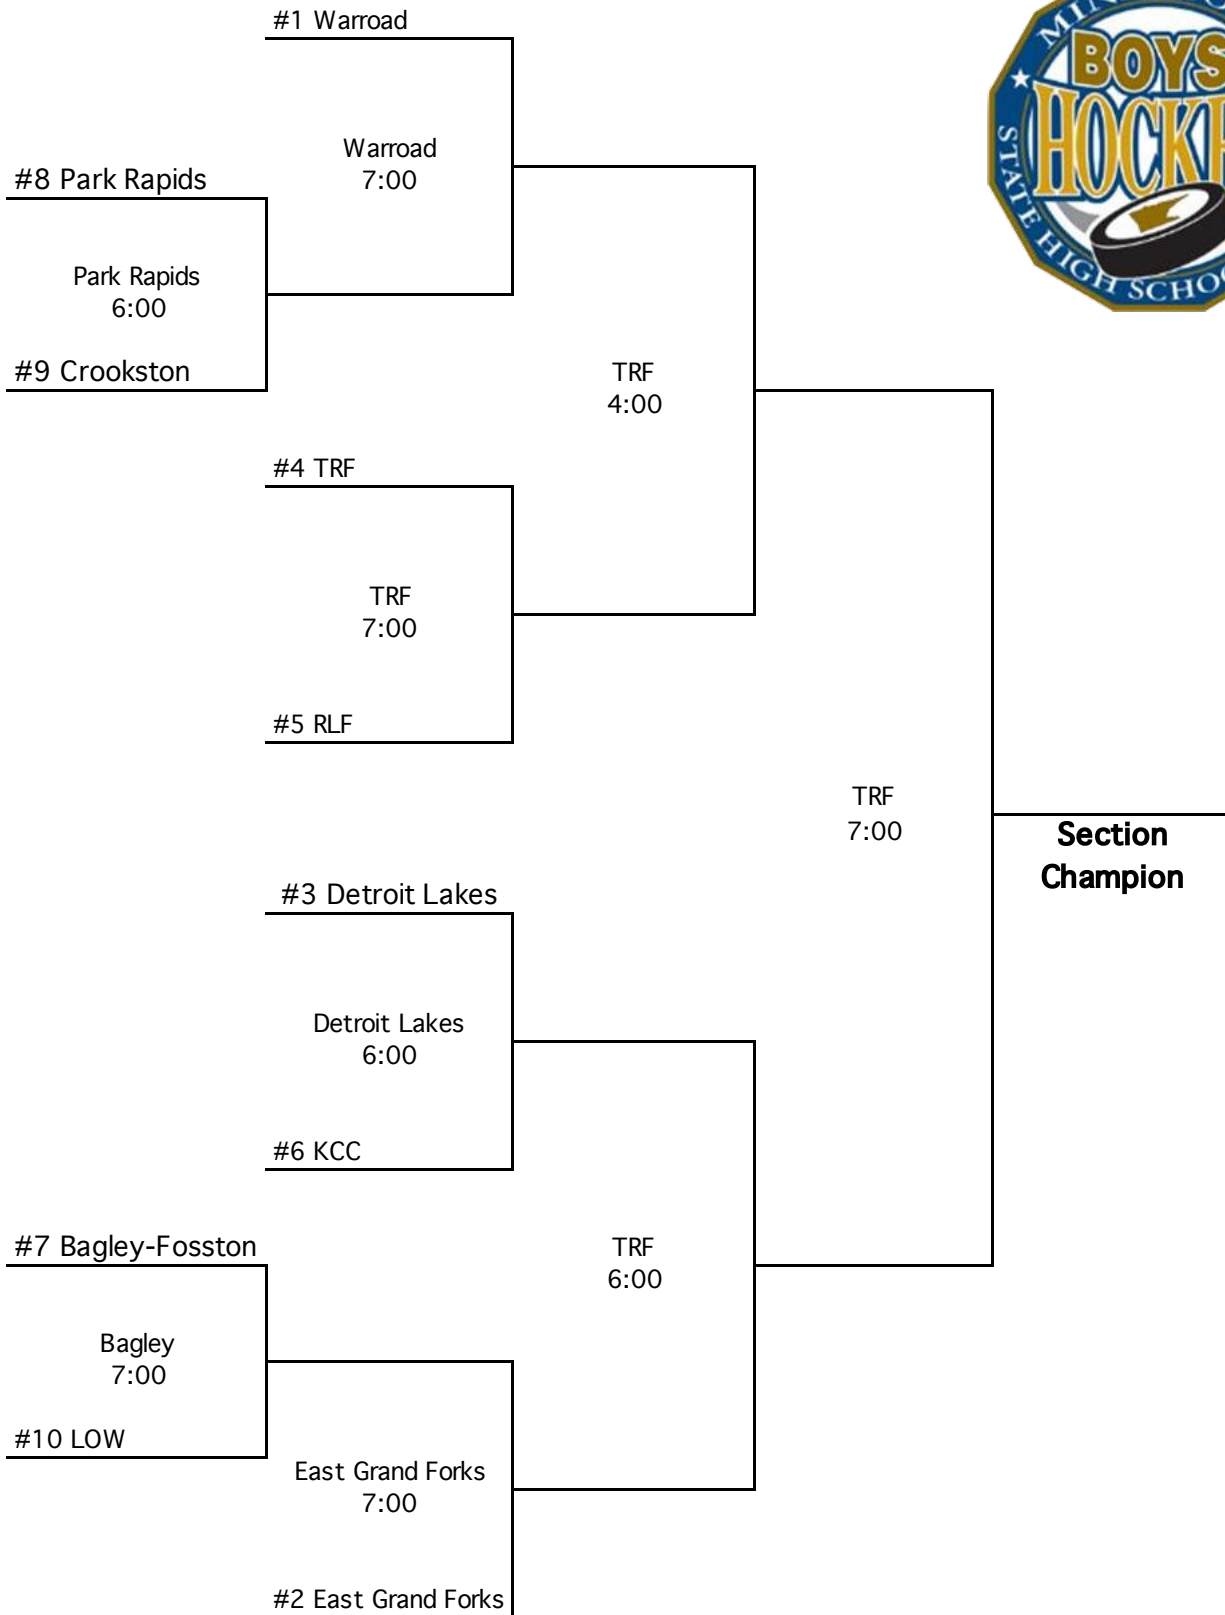 #1 Warroad
BOYS
HOCKE
STATE HIGH SCHOO
Warroad
7:00
#8 Park Rapids
Park Rapids
6:00
#9 Crookston
TRF
4:00
#4 TRF
TRF
7:00
#5 RLF
TRF
7:00
Section
Champion
#3 Detroit Lakes
Detroit Lakes
6:00
#6 KCC
#7 Bagley-Fosston
TRF
6:00
Bagley
7:00
#10 LOW
East Grand Forks
7:00
#2 East Grand Forks